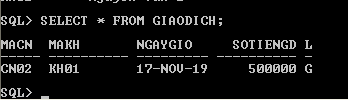 SQL> SELECT * FROM GIAODICH;
MACN MAKH NGAYGIO SOTIENGD L
---- ---------- --------- ---------- -
CN02 KH01 17-NOV-19 500000 G
SQL>